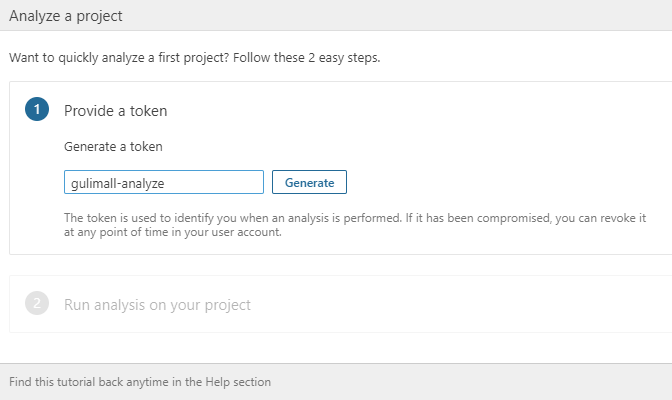 Analyze a project
Want to quickly analyze a first project? Follow these 2 easy steps.
1 Provide a token
Generate a token
gulimall-analyze Generate
The token is used to identify you when an analysis is performed. If it has been compromised, you can revoke it
at any point of time in your user account.
2 Run analysis on your project
Find this tutorial back anytime in the Help section